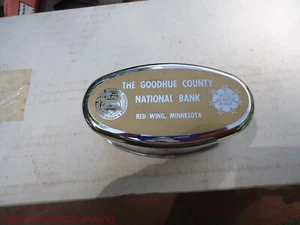 THE GOODHUE COUNTY
NATIONAL BANK
RED WING, MINNESOTA